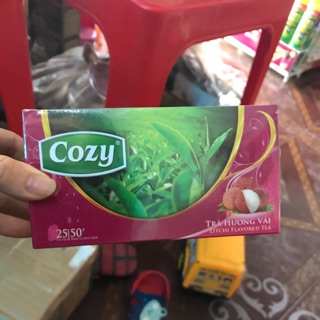 Cozy
TRÀ HƯƠNG VẢI
LITCHI FLAVORED TEA
25|50'